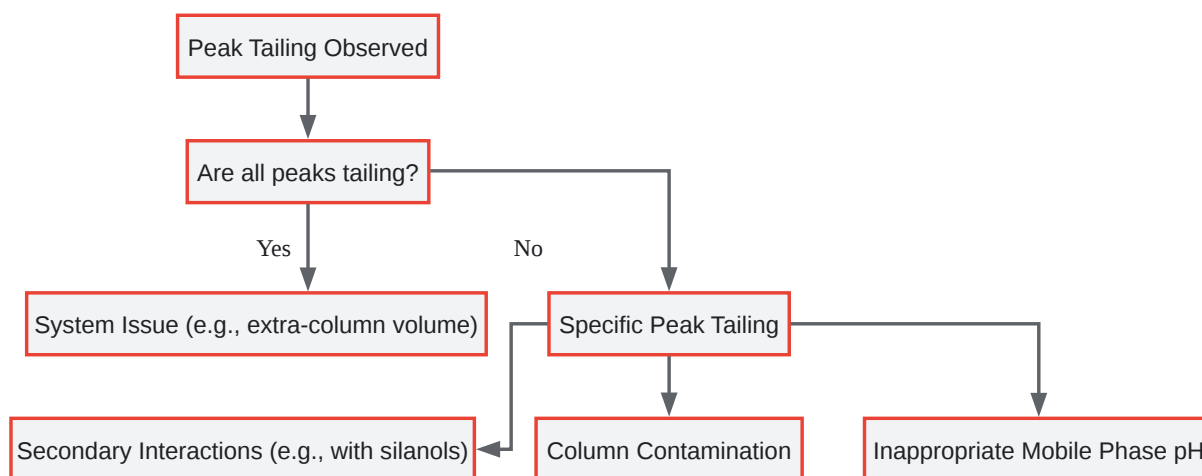 Peak Tailing Observed
Are all peaks tailing?
Yes
No
System Issue (e.g., extra-column volume)
Specific Peak Tailing
Secondary Interactions (e.g., with silanols)
Column Contamination
Inappropriate Mobile Phase pH